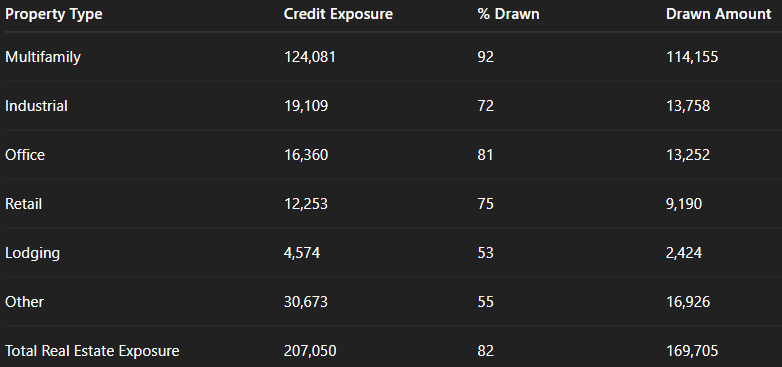 Property Type Credit Exposure % Drawn Drawn Amount
Multifamily 124,081 92 114,155
Industrial 19,109 72 13,758
Office 16,360 81 13,252
Retail 12,253 75 9,190
Lodging 4,574 53 2,424
Other 30,673 55 16,926
Total Real Estate Exposure 207,050 82 169,705